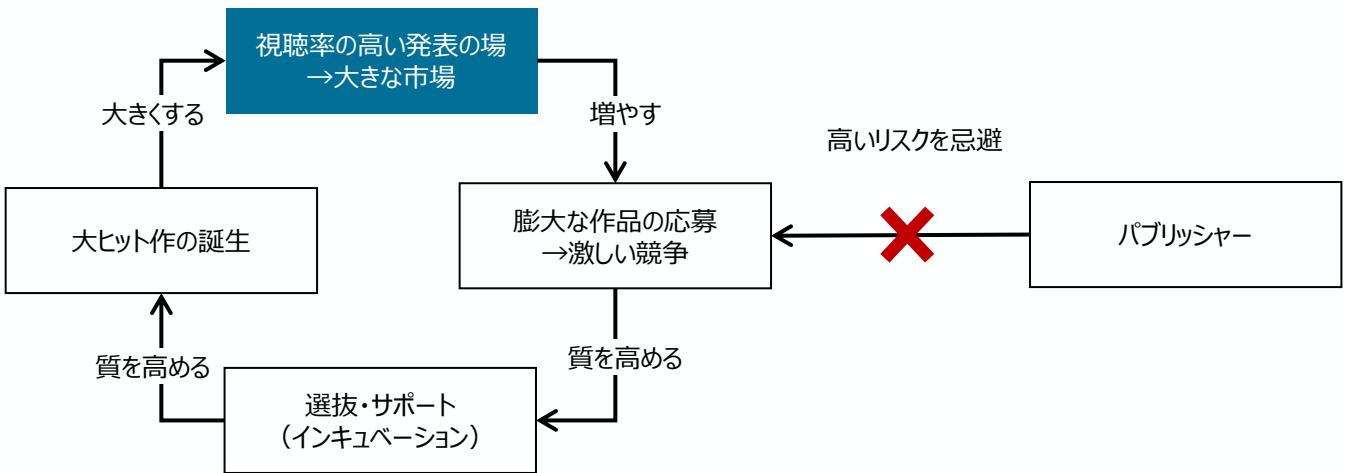 視聴率の高い発表の場
→大きな市場
大きくする
増やす
高いリスクを忌避
大ヒット作の誕生
膨大な作品の応募
→激しい競争
パブリッシャー
質を高める
質を高める
選抜・サポート
（インキュベーション）